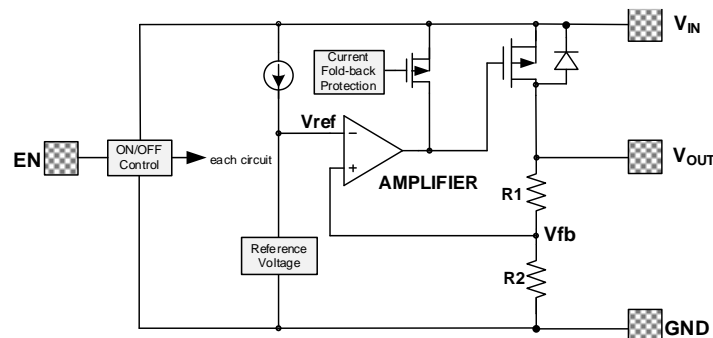 VIN
Current
Fold-back
Protection
Vref
EN
ON/OFF
Control
each circuit
−
+
AMPLIFIER
VOUT
R1
Vfb
Reference
Voltage
R2
GND